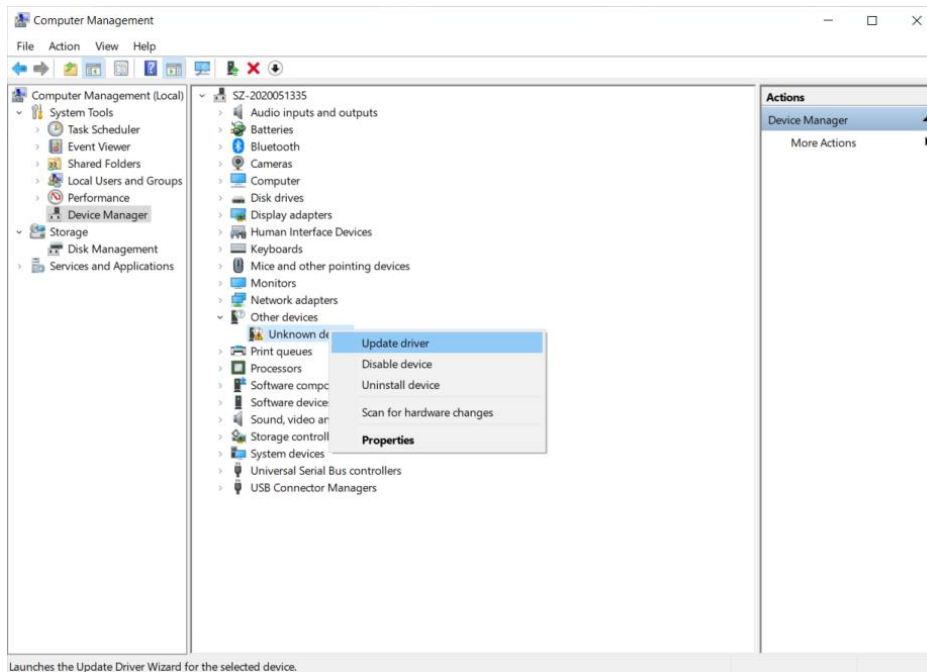 Computer Management
File Action View Help
Computer Management (Local)
System Tools
Task Scheduler
Event Viewer
Shared Folders
Local Users and Groups
Performance
Device Manager
Storage
Disk Management
Services and Applications
SZ-2020051335
Audio inputs and outputs
Batteries
Bluetooth
Cameras
Computer
Disk drives
Display adapters
Human Interface Devices
Keyboards
Mice and other pointing devices
Monitors
Network adapters
Other devices
Unknown de
Print queues
Processors
Software compo
Software device
Sound, video an
Storage controll
System devices
Universal Serial Bus controllers
USB Connector Managers
Update driver
Disable device
Uninstall device
Scan for hardware changes
Properties
Actions
Device Manager
More Actions
Launches the Update Driver Wizard for the selected device.